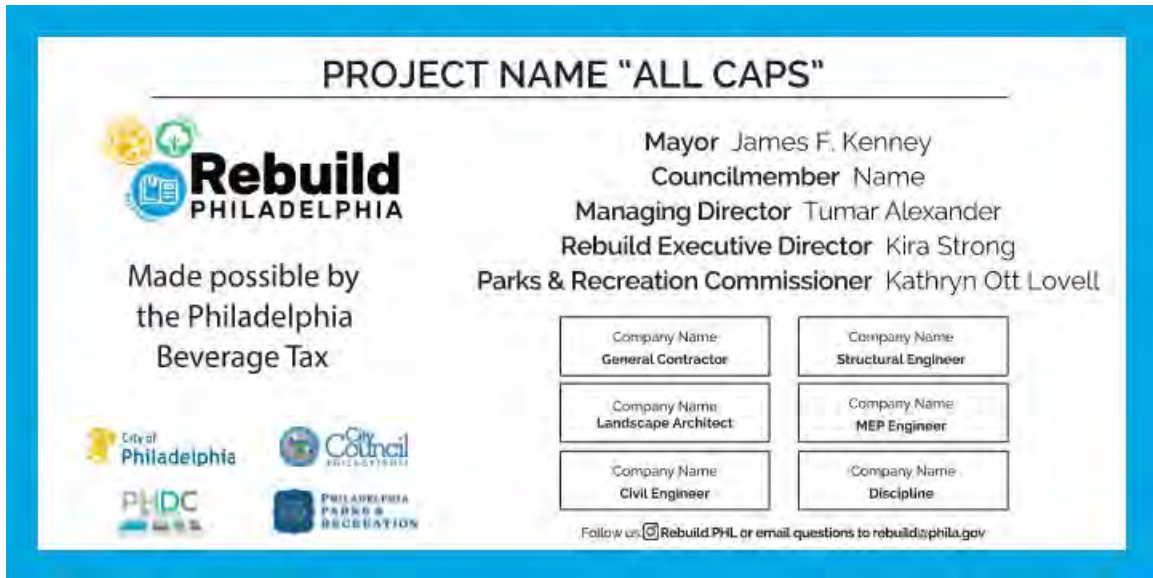 PROJECT NAME “ALL CAPS”
Rebuild
PHILADELPHIA
Made possible by
the Philadelphia
Beverage Tax
City of
Philadelphia
City
Council
PHILADELPHIA
PHDC
PHILADELPHIA
PARKS &
RECREATION
Mayor James F. Kenney
Councilmember Name
Managing Director Tumar Alexander
Rebuild Executive Director Kira Strong
Parks & Recreation Commissioner Kathryn Ott Lovell
Company Name
General Contractor
Company Name
Structural Engineer
Company Name
Landscape Architect
Company Name
MEP Engineer
Company Name
Civil Engineer
Company Name
Discipline
Follow us Rebuild.PHL or email questions to rebuild@phila.gov